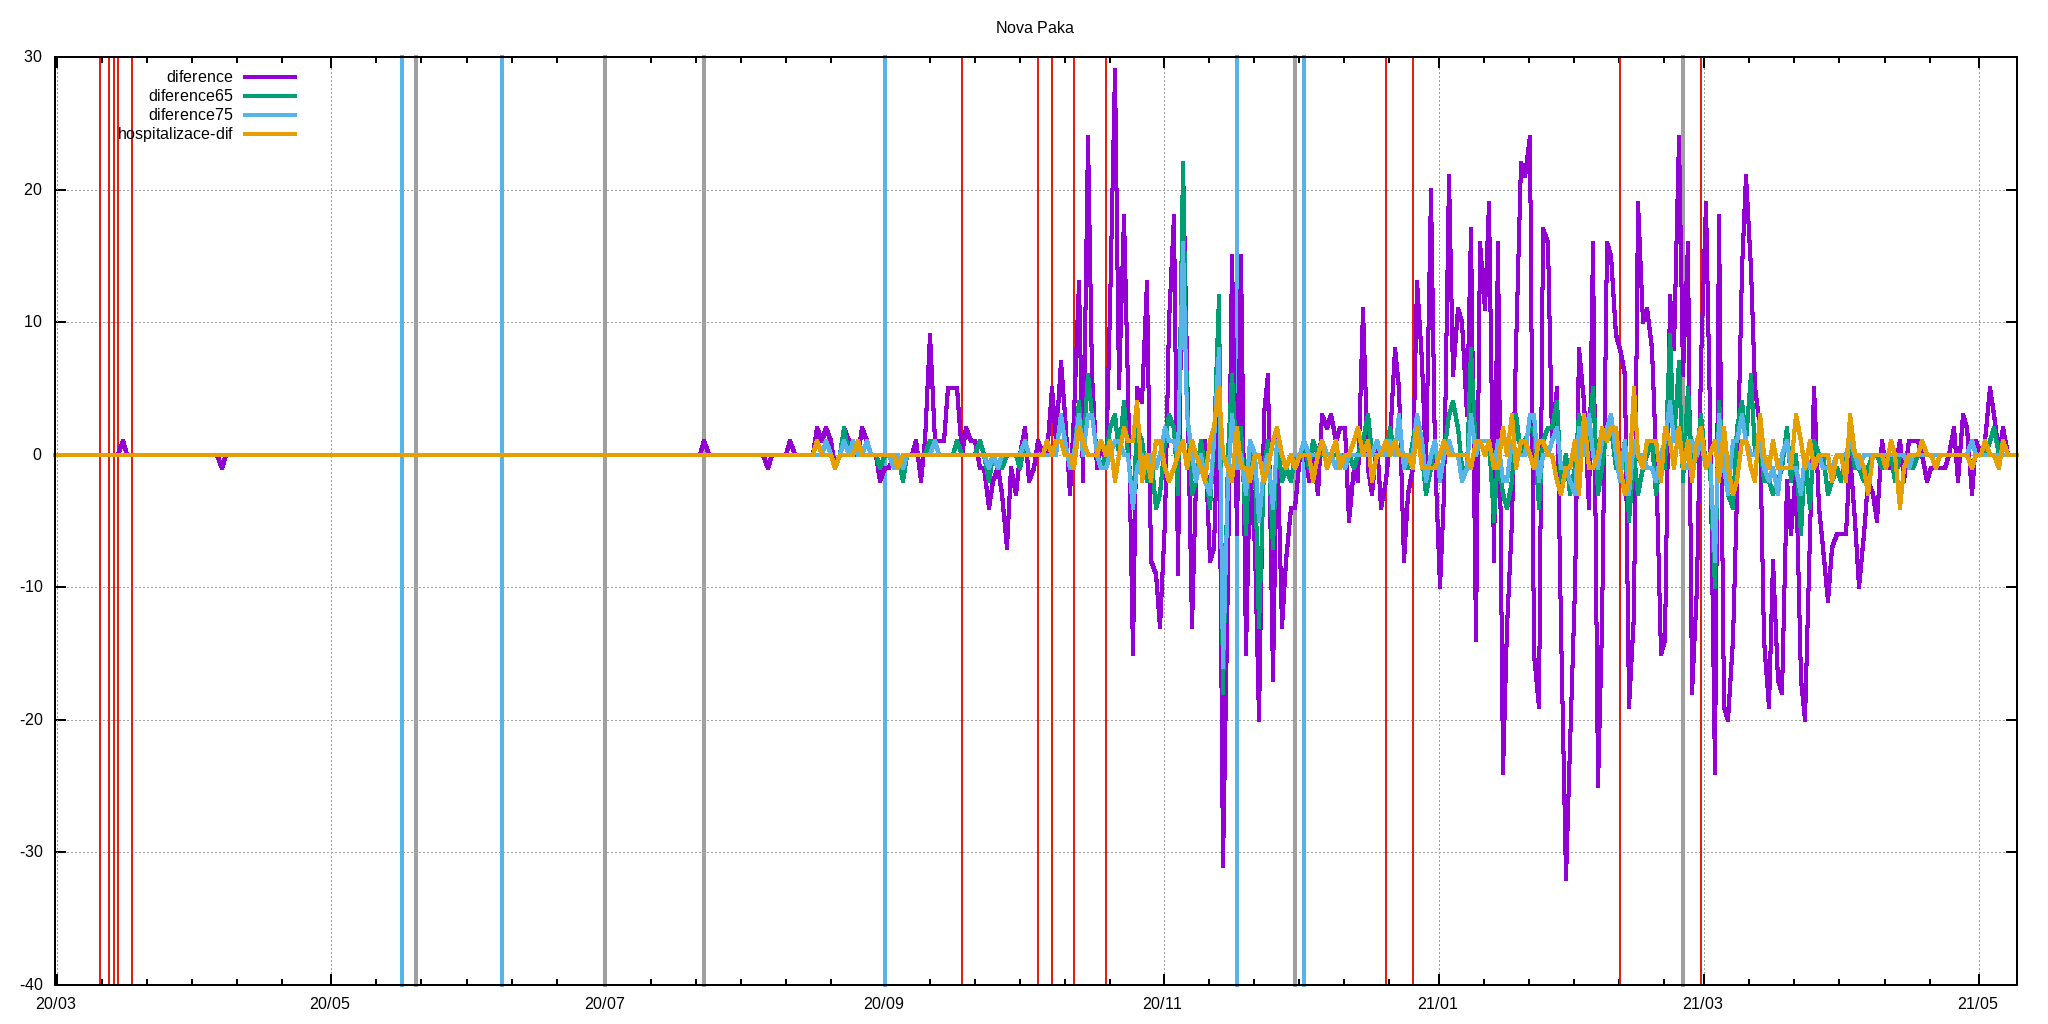 Nova Paka
30
20
10
0
-10
-20
-30
-40
diference
diference65
diference75
hospitalizace-dif
20/03 20/05 20/07 20/09 20/11 21/01 21/03 21/05